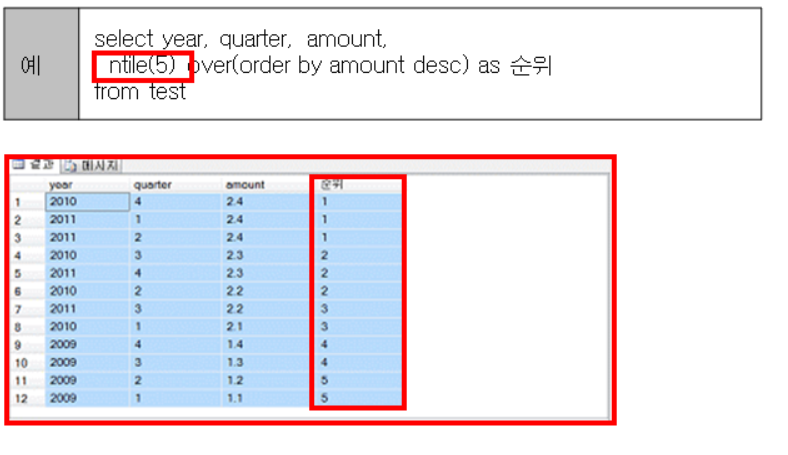 예
select year, quarter, amount,
ntile(5) over(order by amount desc) as 순위
from test
결과 메시지
year quarter amount 순위
1 2010 4 2.4 1
2 2011 1 2.4 1
3 2011 2 2.4 1
4 2010 3 2.3 2
5 2011 4 2.3 2
6 2010 2 2.2 2
7 2011 3 2.2 3
8 2010 1 2.1 3
9 2009 4 1.4 4
10 2009 3 1.3 4
11 2009 2 1.2 5
12 2009 1 1.1 5